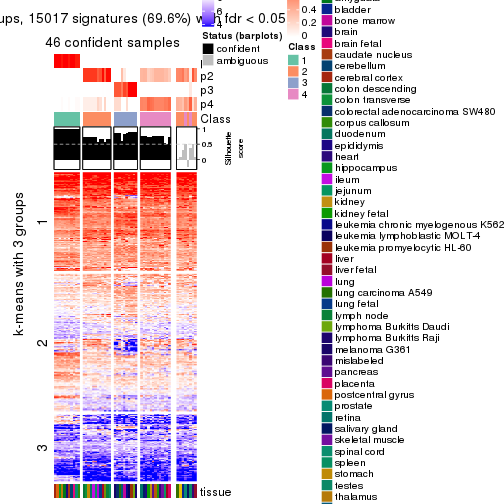 ups, 15017 signatures (69.6%) with fdr < 0.05
46 confident samples
p2
p3
p4
Class
1
0.5
0
Silhouette
score
k-means with 3 groups
1
2
3
tissue
4
Status (barplots)
confident
ambiguous
0.4
0.2
0
Class
1
2
3
4
bladder
bone marrow
brain
brain fetal
caudate nucleus
cerebellum
cerebral cortex
colon descending
colon transverse
colorectal adenocarcinoma SW480
corpus callosum
duodenum
epididymis
heart
hippocampus
ileum
jejunum
kidney
kidney fetal
leukemia chronic myelogenous K562
leukemia lymphoblastic MOLT-4
leukemia promyelocytic HL-60
liver
liver fetal
lung
lung carcinoma A549
lung fetal
lymph node
lymphoma Burkitts Daudi
lymphoma Burkitts Raji
melanoma G361
mislabeled
pancreas
placenta
postcentral gyrus
prostate
retina
salivary gland
skeletal muscle
spinal cord
spleen
stomach
testes
thalamus